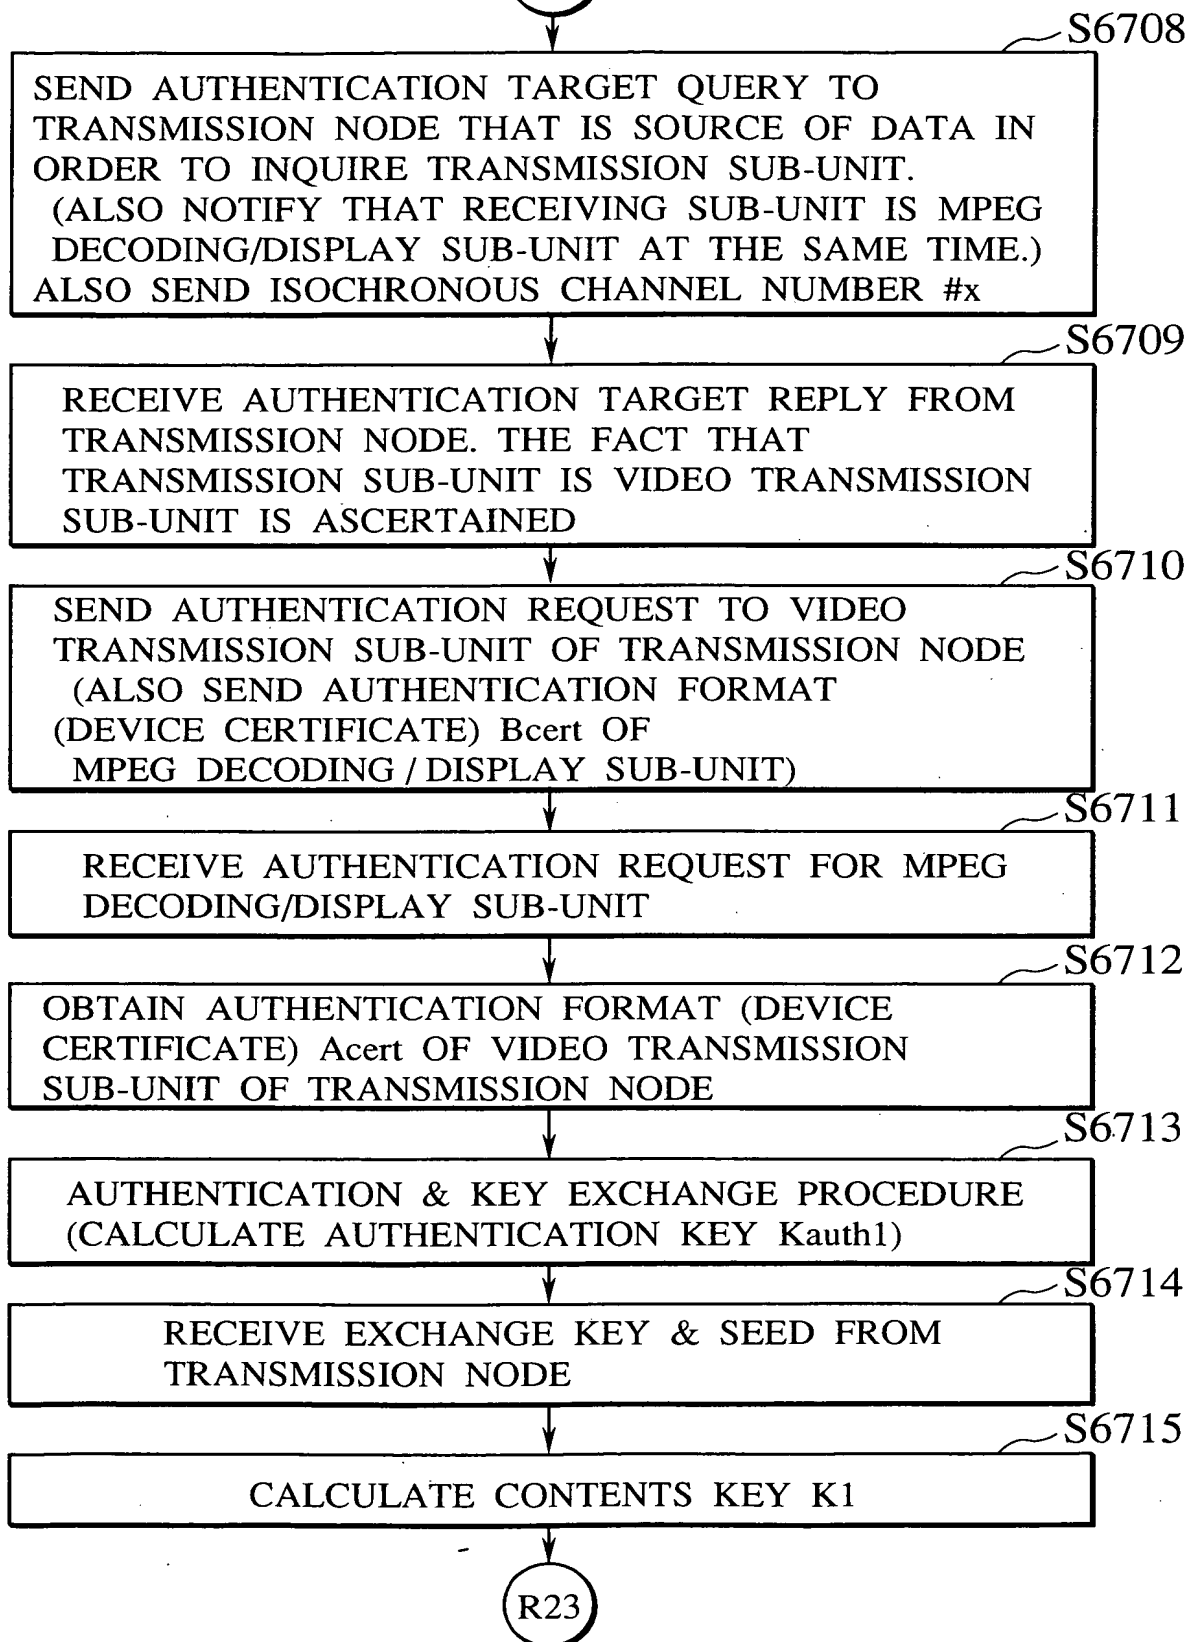 S6708
SEND AUTHENTICATION TARGET QUERY TO
TRANSMISSION NODE THAT IS SOURCE OF DATA IN
ORDER TO INQUIRE TRANSMISSION SUB-UNIT.
(ALSO NOTIFY THAT RECEIVING SUB-UNIT IS MPEG
DECODING/DISPLAY SUB-UNIT AT THE SAME TIME.)
ALSO SEND ISOCHRONOUS CHANNEL NUMBER #x
S6709
RECEIVE AUTHENTICATION TARGET REPLY FROM
TRANSMISSION NODE. THE FACT THAT
TRANSMISSION SUB-UNIT IS VIDEO TRANSMISSION
SUB-UNIT IS ASCERTAINED
S6710
SEND AUTHENTICATION REQUEST TO VIDEO
TRANSMISSION SUB-UNIT OF TRANSMISSION NODE
(ALSO SEND AUTHENTICATION FORMAT
(DEVICE CERTIFICATE) Bcert OF
MPEG DECODING / DISPLAY SUB-UNIT)
S6711
RECEIVE AUTHENTICATION REQUEST FOR MPEG
DECODING/DISPLAY SUB-UNIT
S6712
OBTAIN AUTHENTICATION FORMAT (DEVICE
CERTIFICATE) Acert OF VIDEO TRANSMISSION
SUB-UNIT OF TRANSMISSION NODE
S6713
AUTHENTICATION & KEY EXCHANGE PROCEDURE
(CALCULATE AUTHENTICATION KEY Kauth1)
S6714
RECEIVE EXCHANGE KEY & SEED FROM
TRANSMISSION NODE
S6715
CALCULATE CONTENTS KEY K1
R23